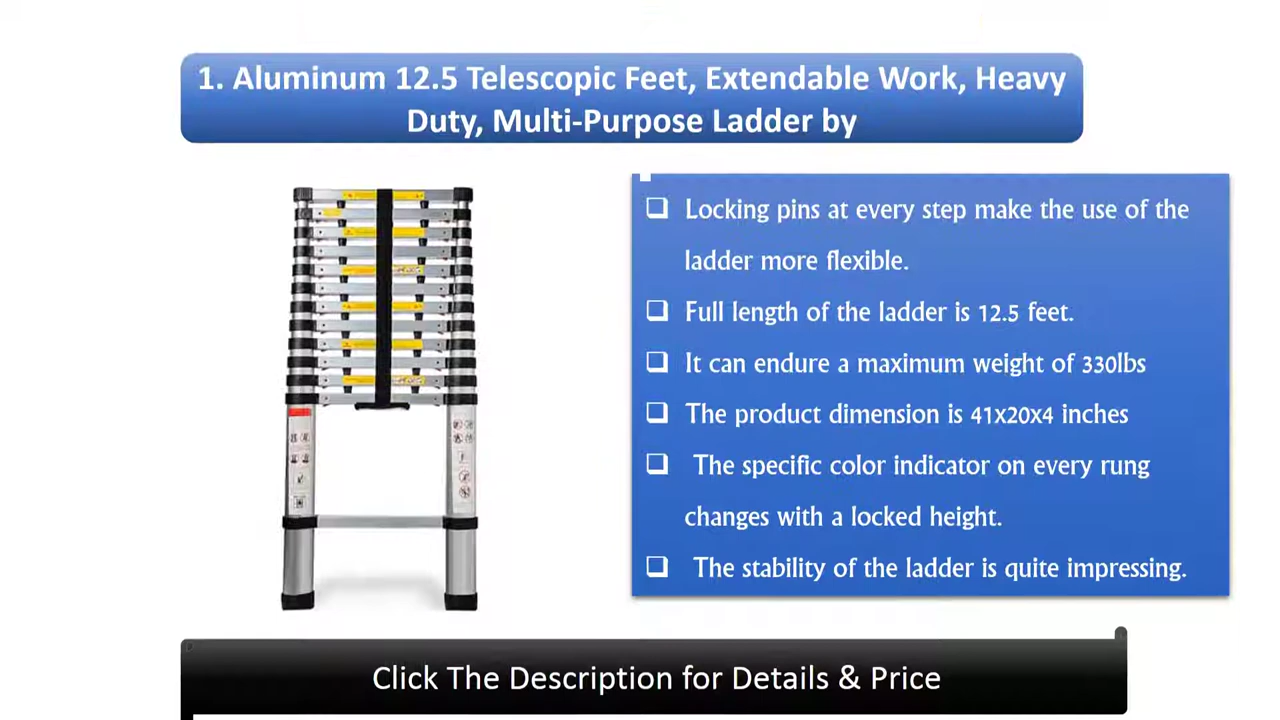 1. Aluminum 12.5 Telescopic Feet, Extendable Work, Heavy
Duty, Multi-Purpose Ladder by
Locking pins at every step make the use of the
ladder more flexible.
Full length of the ladder is 12.5 feet.
It can endure a maximum weight of 330lbs
The product dimension is 41x20x4 inches
The specific color indicator on every rung
changes with a locked height.
The stability of the ladder is quite impressing.
Click The Description for Details & Price